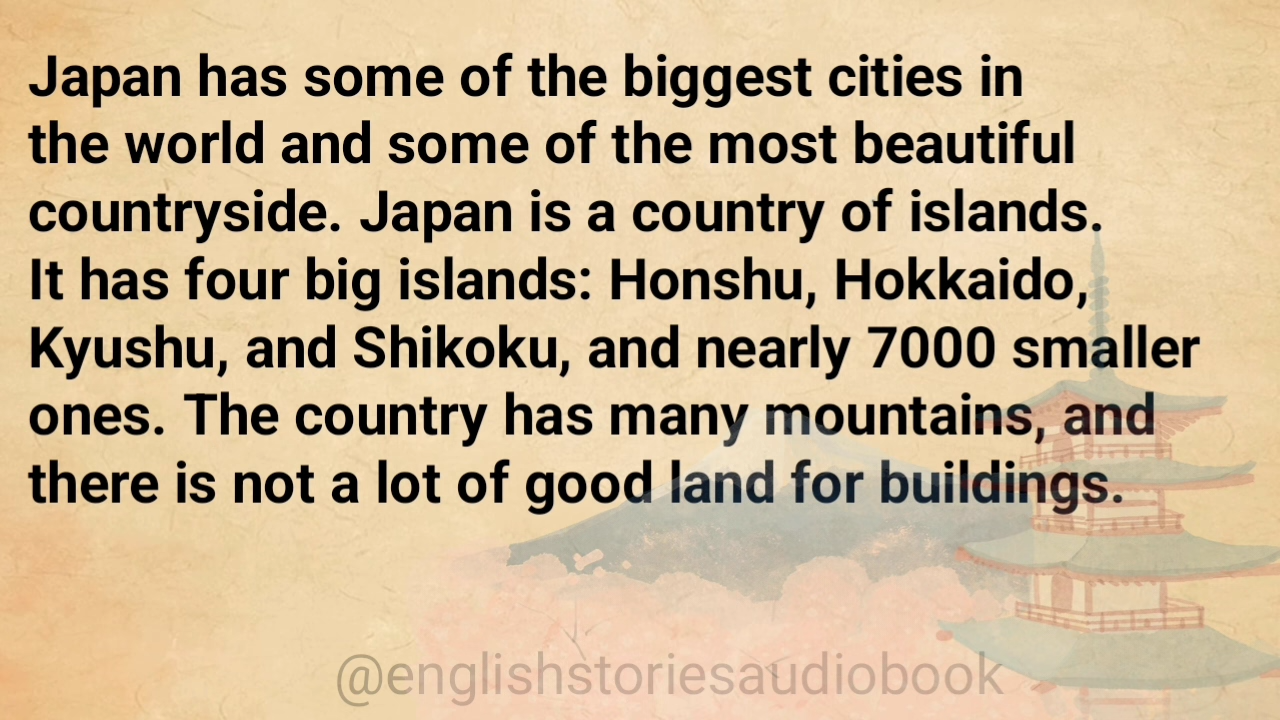 Japan has some of the biggest cities in
the world and some of the most beautiful
countryside. Japan is a country of islands.
It has four big islands: Honshu, Hokkaido,
Kyushu, and Shikoku, and nearly 7000 smaller
ones. The country has many mountains, and
there is not a lot of good land for buildings.
@englishstoriesaudiobook